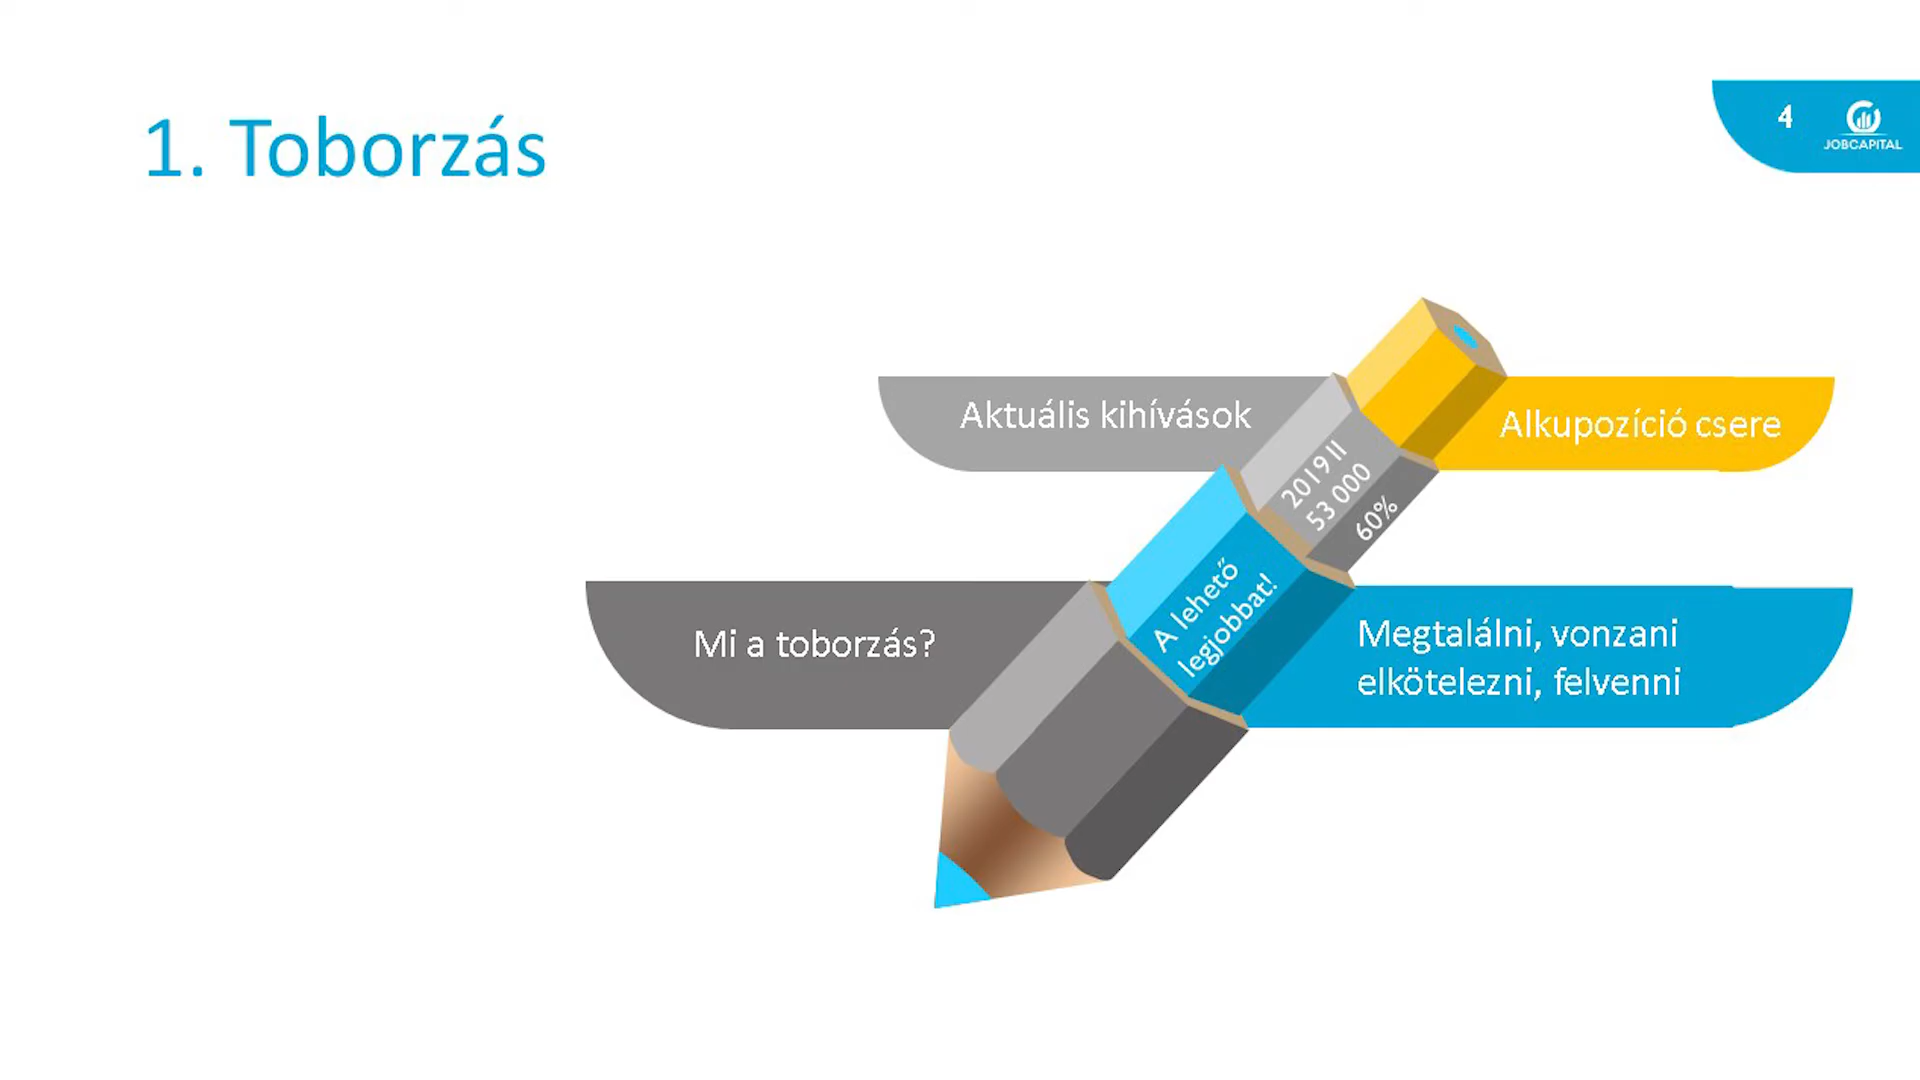 1. Toborzás
4
JOBCAPITAL
Aktuális kihívások
2019 II
53 000
60%
Alkupozíció csere
Mi a toborzás?
A lehető
legjobbat!
Megtalálni, vonzani
elkötelezni, felvenni